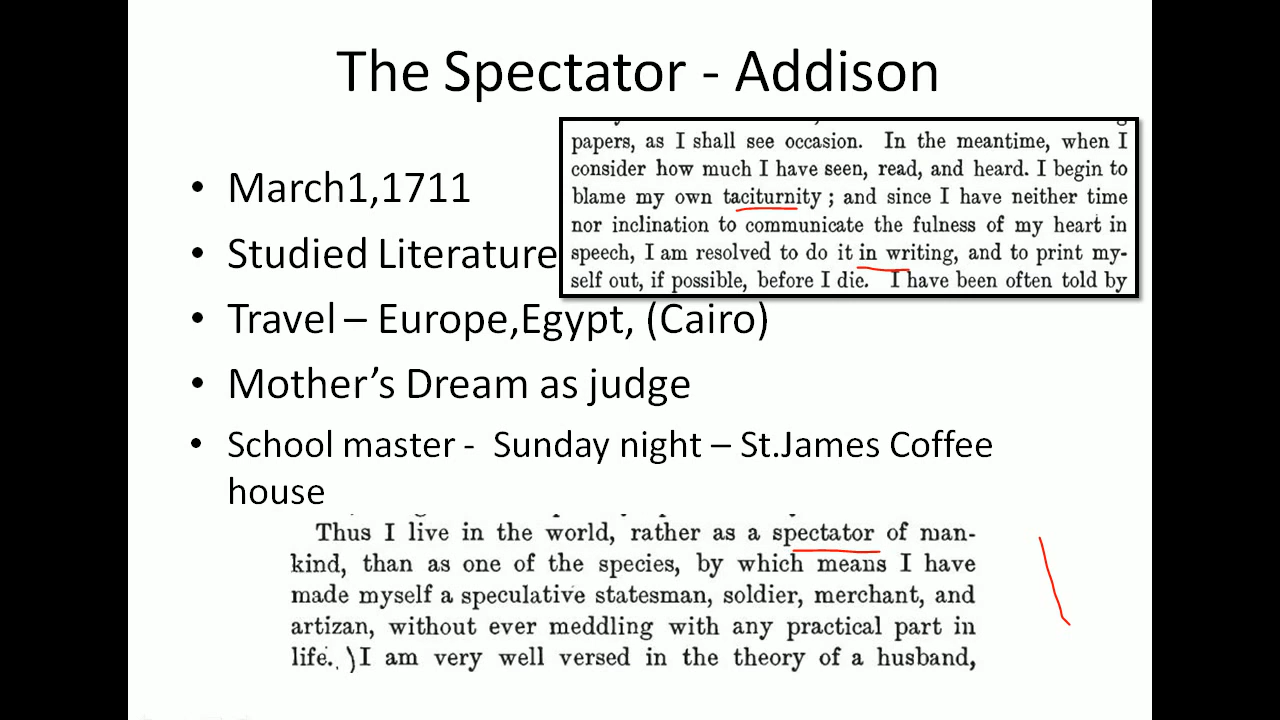 The Spectator - Addison
papers, as I shall see occasion. In the meantime, when I
consider how much I have seen, read, and heard. I begin to
blame my own taciturnity ; and since I have neither time
nor inclination to communicate the fulness of my heart in
speech, I am resolved to do it in writing, and to print my-
self out, if possible, before I die. I have been often told by
• March1,1711
• Studied Literature
• Travel – Europe,Egypt, (Cairo)
• Mother’s Dream as judge
• School master - Sunday night – St.James Coffee
house
Thus I live in the world, rather as a spectator of man-
kind, than as one of the species, by which means I have
made myself a speculative statesman, soldier, merchant, and
artizan, without ever meddling with any practical part in
life. ) I am very well versed in the theory of a husband,